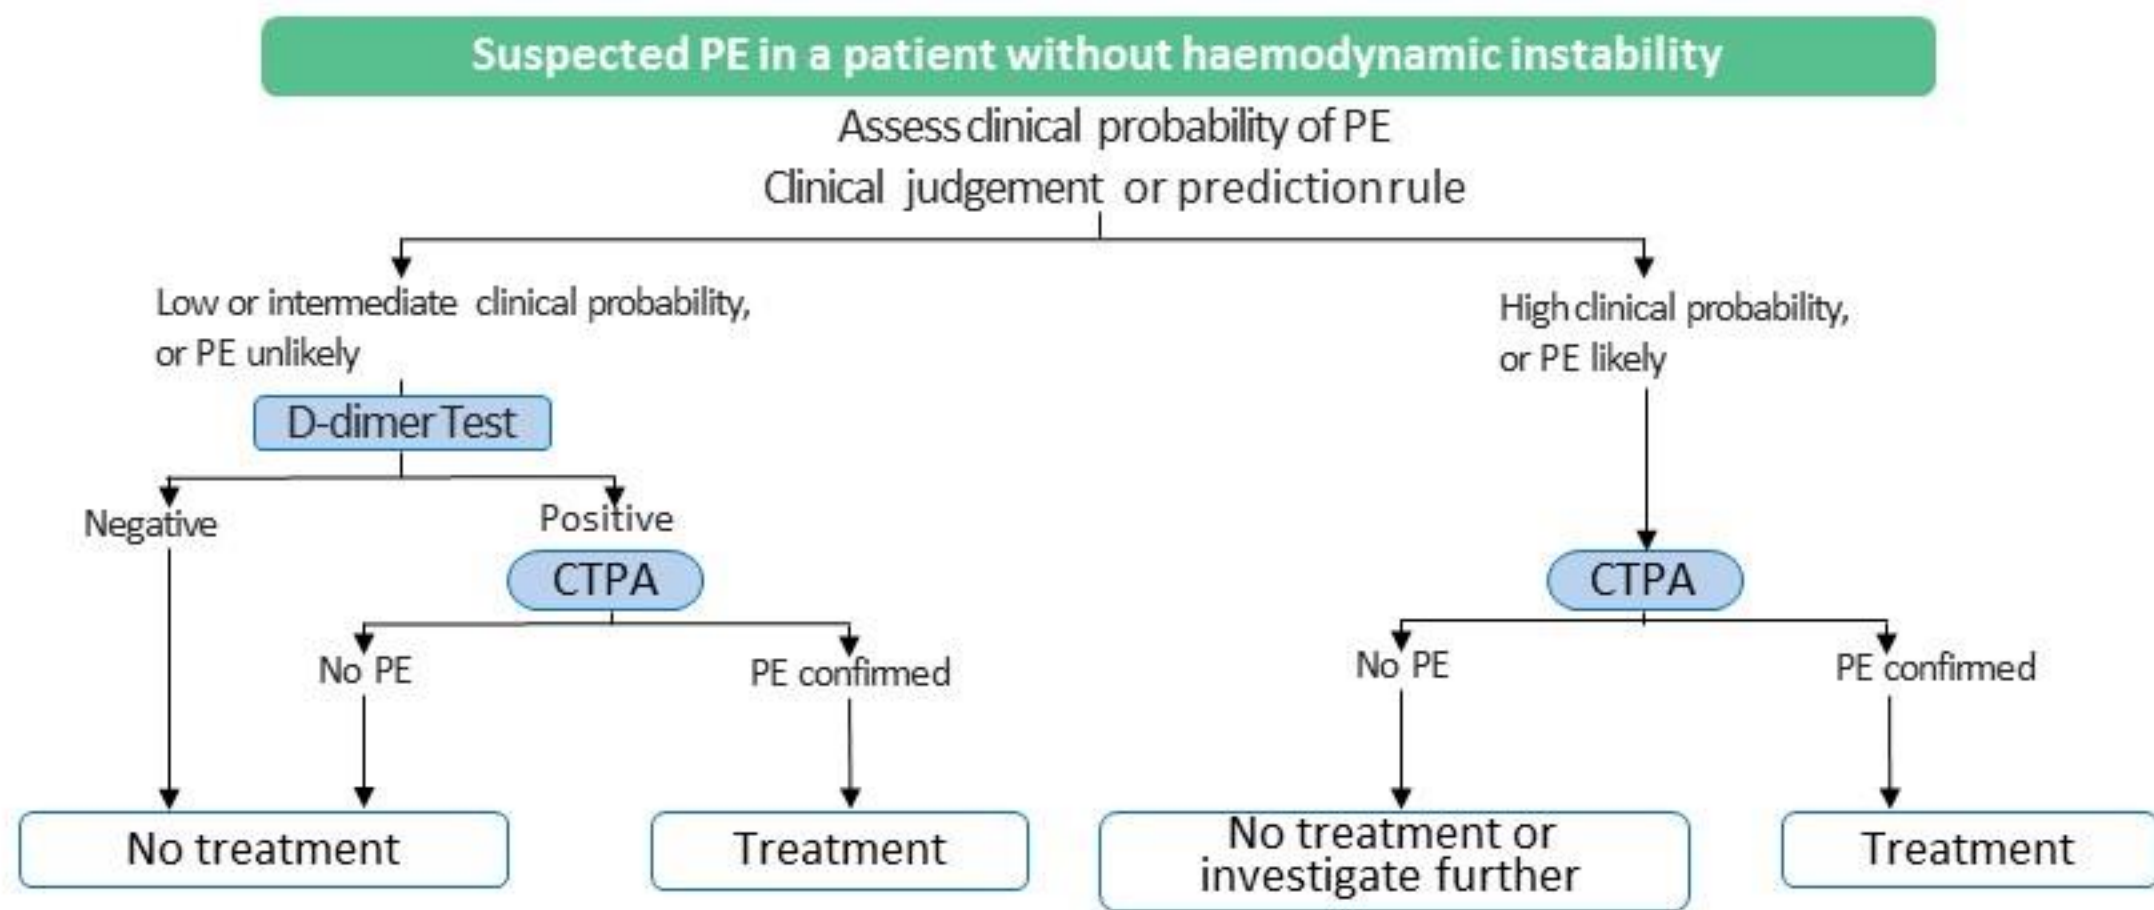 Suspected PE in a patient without haemodynamic instability
Assess clinical probability of PE
Clinical judgement or prediction rule
Low or intermediate clinical probability,
or PE unlikely
High clinical probability,
or PE likely
D-dimer Test
Negative
Positive
CTPA
CTPA
No PE
PE confirmed
No PE
PE confirmed
No treatment
Treatment
No treatment or
investigate further
Treatment